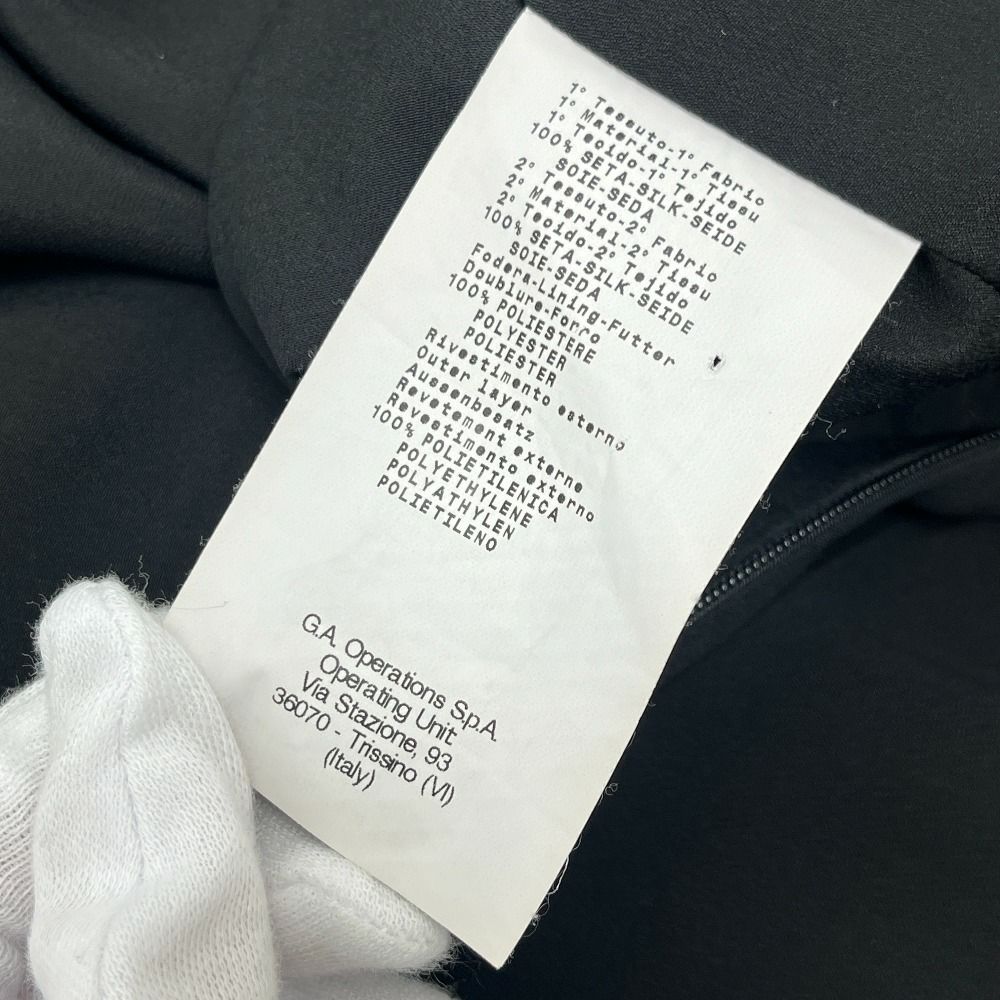 1° Tessuto-1° Fabric
1° Material-1° Tissu
1° Tecido-1° Tejido
100% SETA-SILK-SEIDE
SOIE-SEDA
2° Tessuto-2° Fabric
2° Material-2° Tissu
2° Tecido-2° Tejido
100% SETA-SILK-SEIDE
SOIE-SEDA
Fodera-Lining-Futter
Doublure-Forro
100% POLIESTERE
POLYESTER
POLIESTER
Rivestimento esterno
Outer layer
Aussenbesatz
Revetement externe
Revestimento externo
100% POLIETILENICA
POLYETHYLENE
POLYATHYLEN
POLIETILENO
G.A. Operations S.p.A.
Operating Unit
Via Stazione, 93
36070 - Trissino (VI)
(Italy)